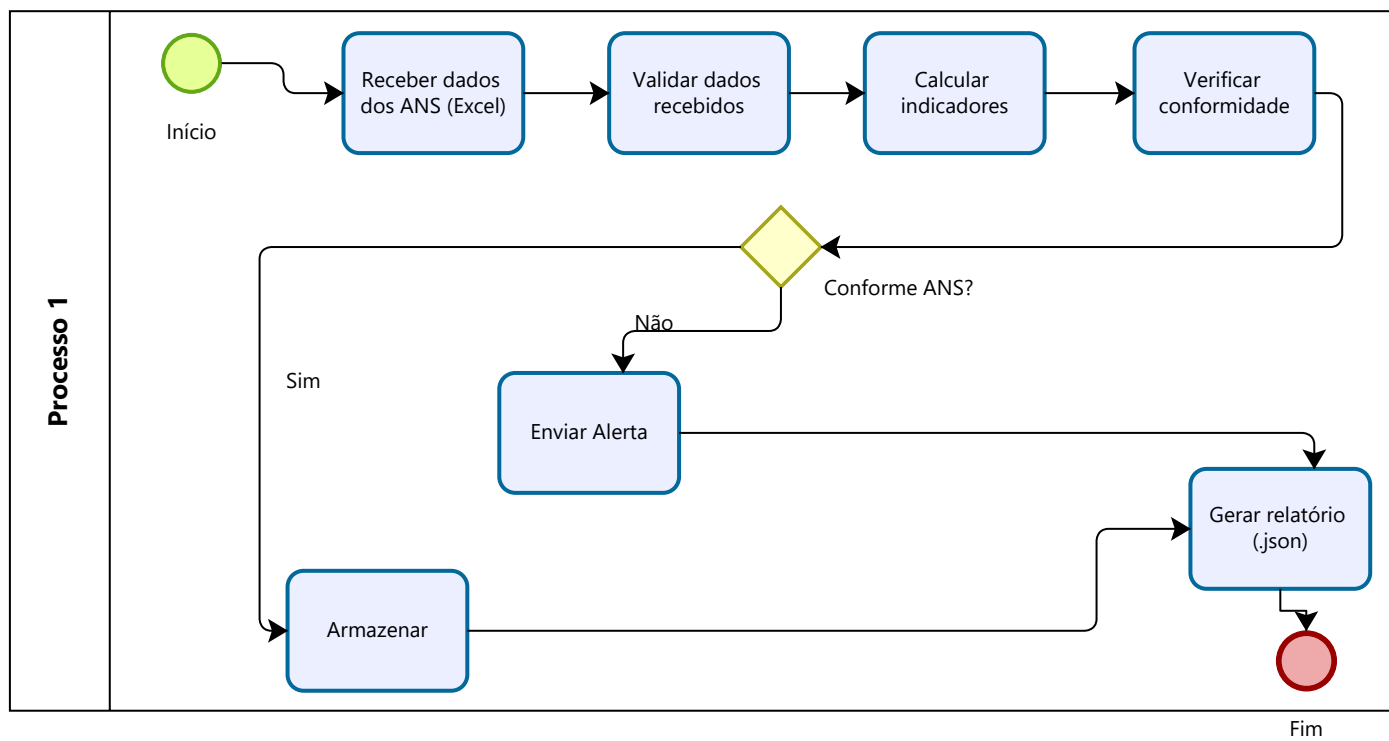 Processo 1
Início
Receber dados
dos ANS (Excel)
Validar dados
recebidos
Calcular
indicadores
Verificar
conformidade
Conforme ANS?
Não
Sim
Enviar Alerta
Gerar relatório
(.json)
Armazenar
Fim